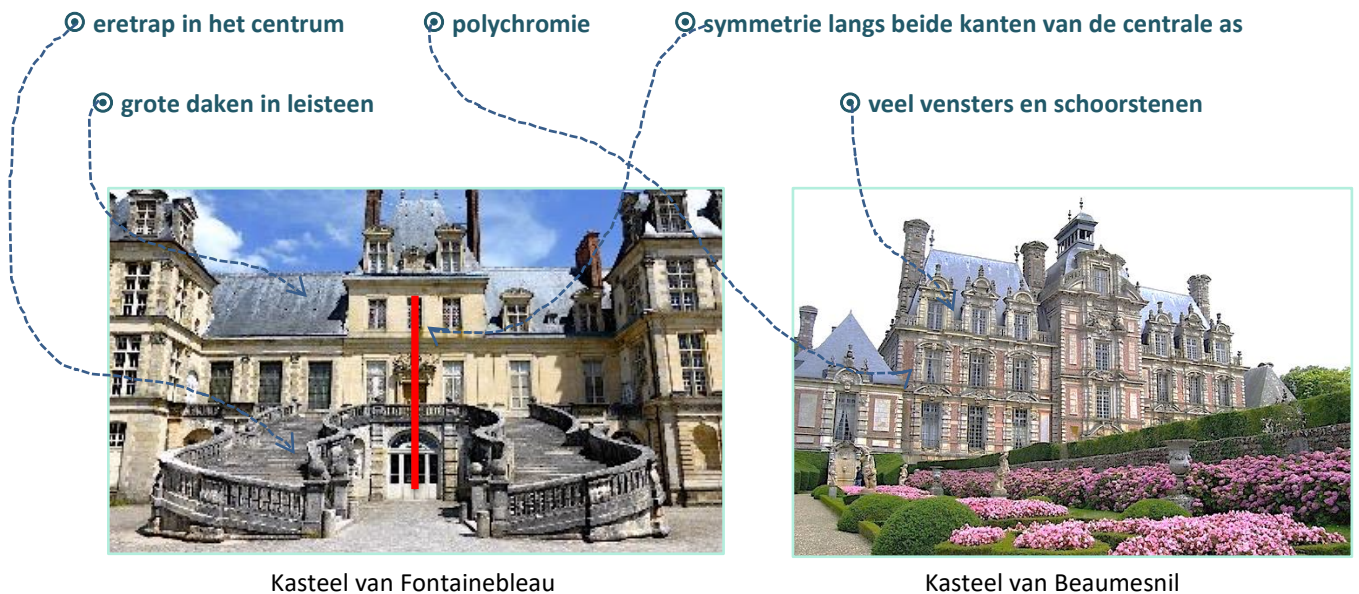 eretrap in het centrum
polychromie
symmetrie langs beide kanten van de centrale as
grote daken in leisteen
veel vensters en schoorstenen
Kasteel van Fontainebleau
Kasteel van Beaumesnil